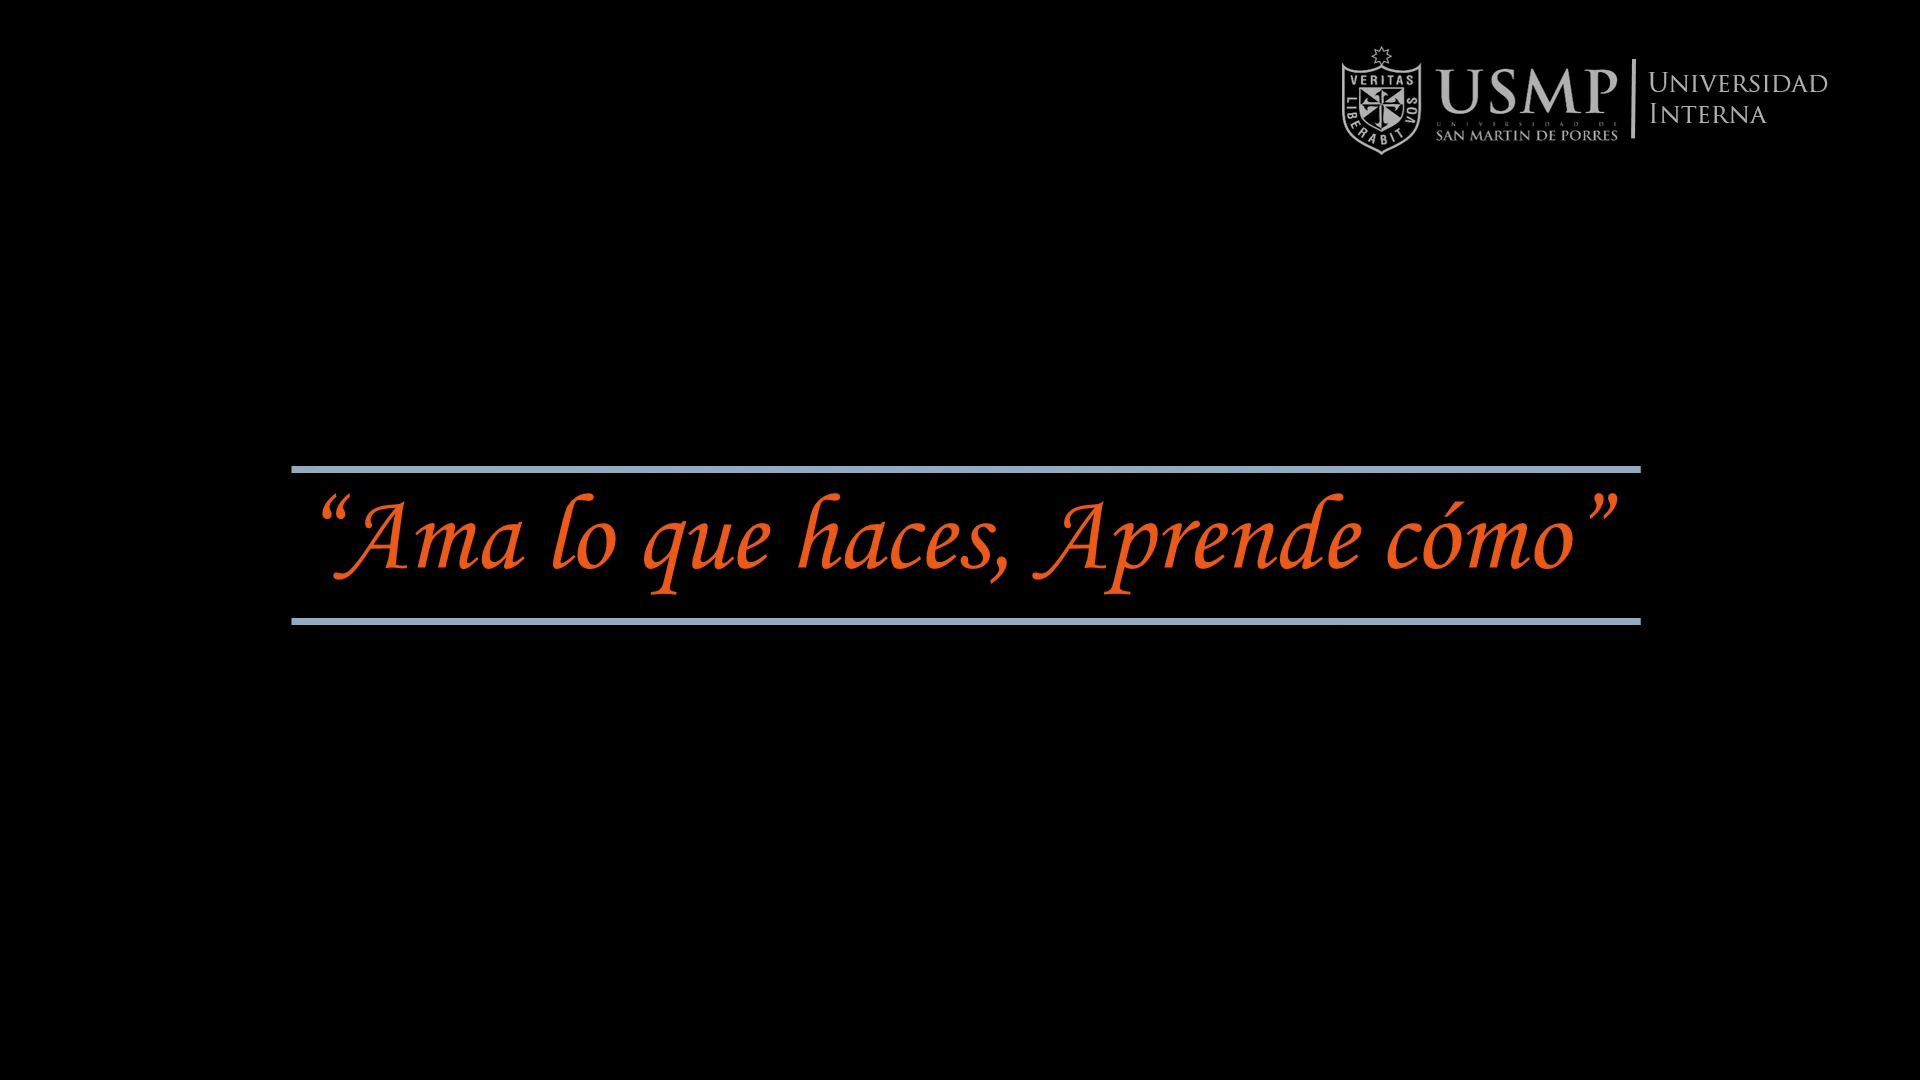 VERITAS LIBERABIT VOS
USMP
UNIVERSIDAD DE
SAN MARTIN DE PORRES
UNIVERSIDAD
INTERNA
“Ama lo que haces, Aprende cómo”